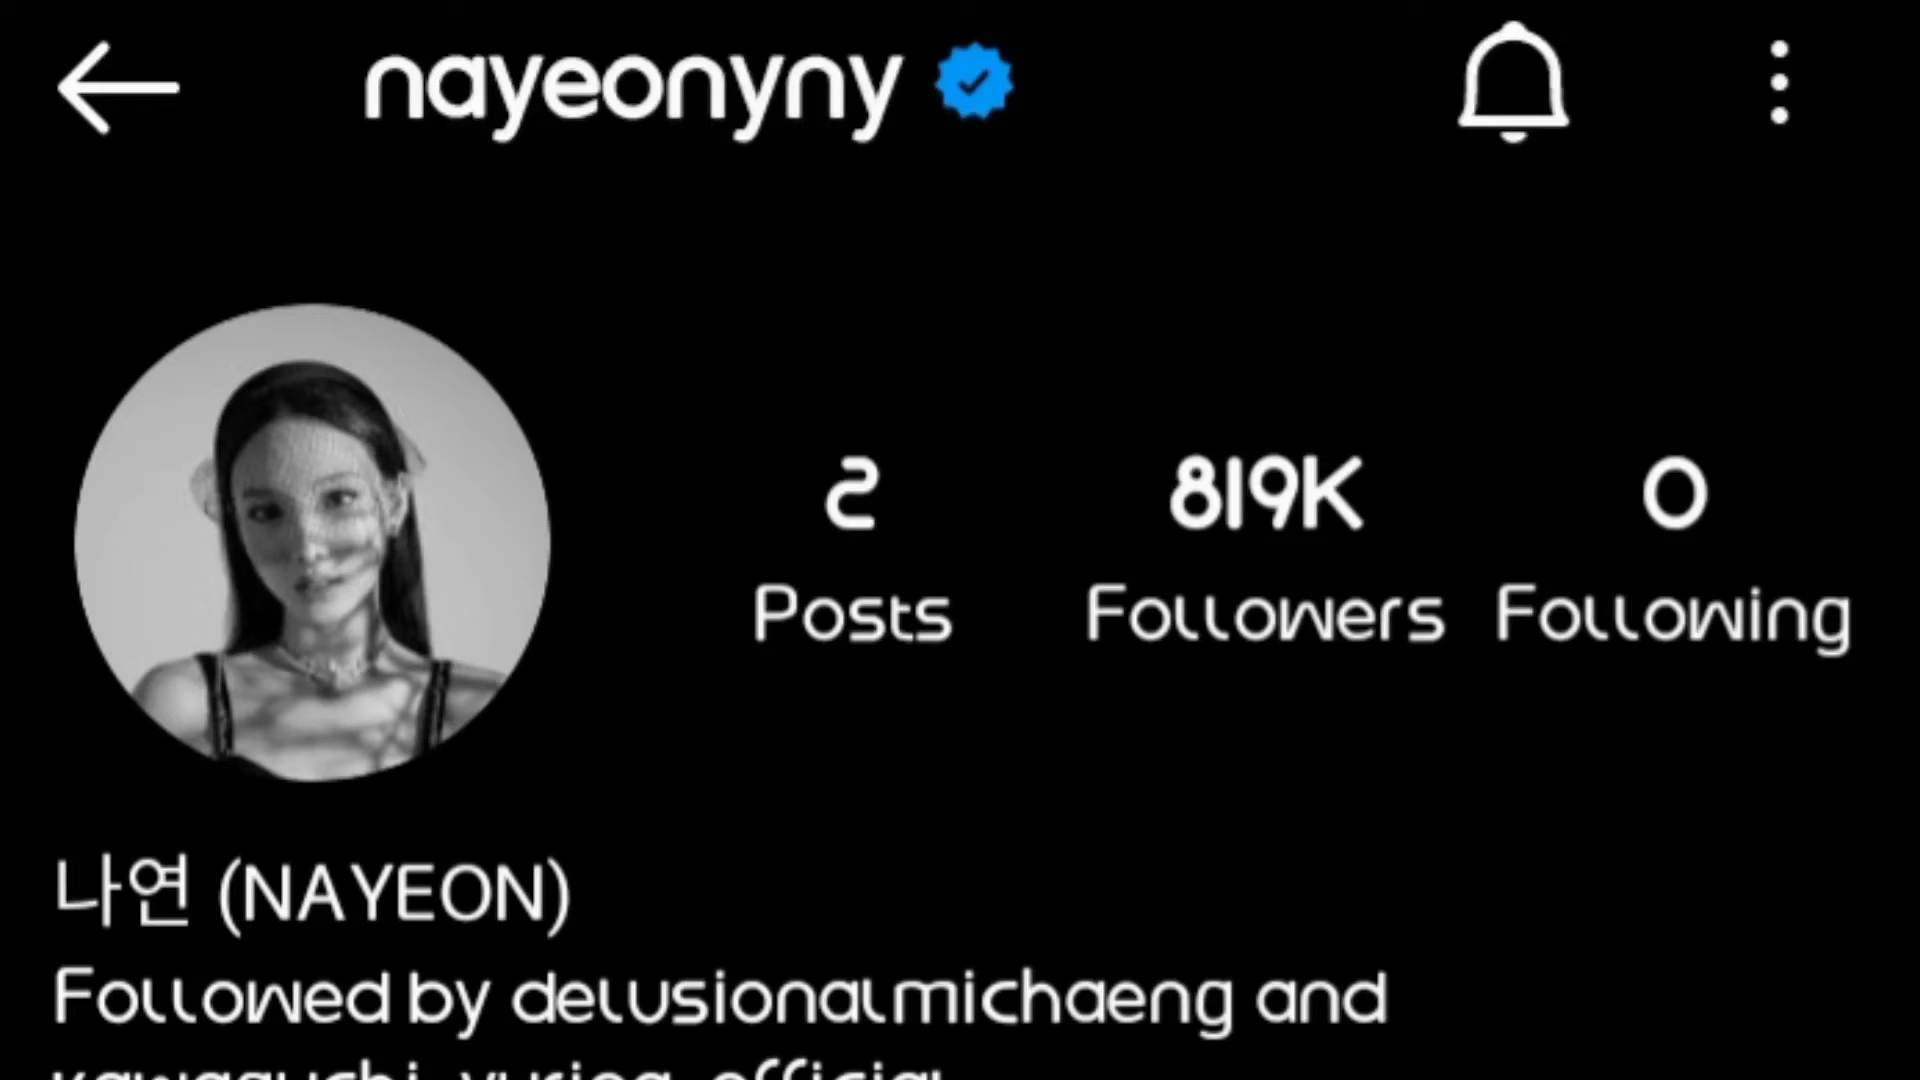 nayeonyny
2 819K 0
Posts Followers Following
나연 (NAYEON)
Followed by delusionalmichaeng and